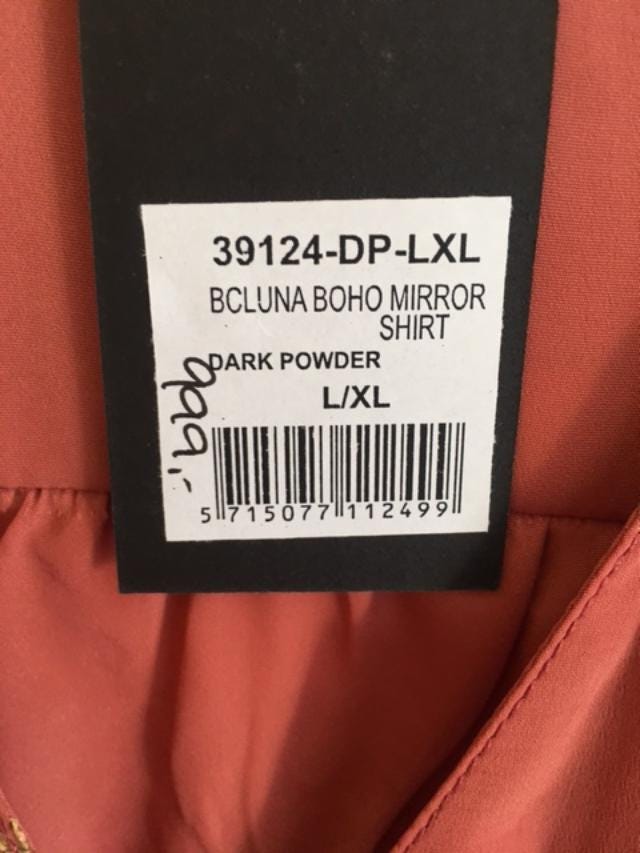 39124-DP-LXL
BCLUNA BOHO MIRROR
SHIRT
DARK POWDER
L/XL
999,-
5 715077 112499